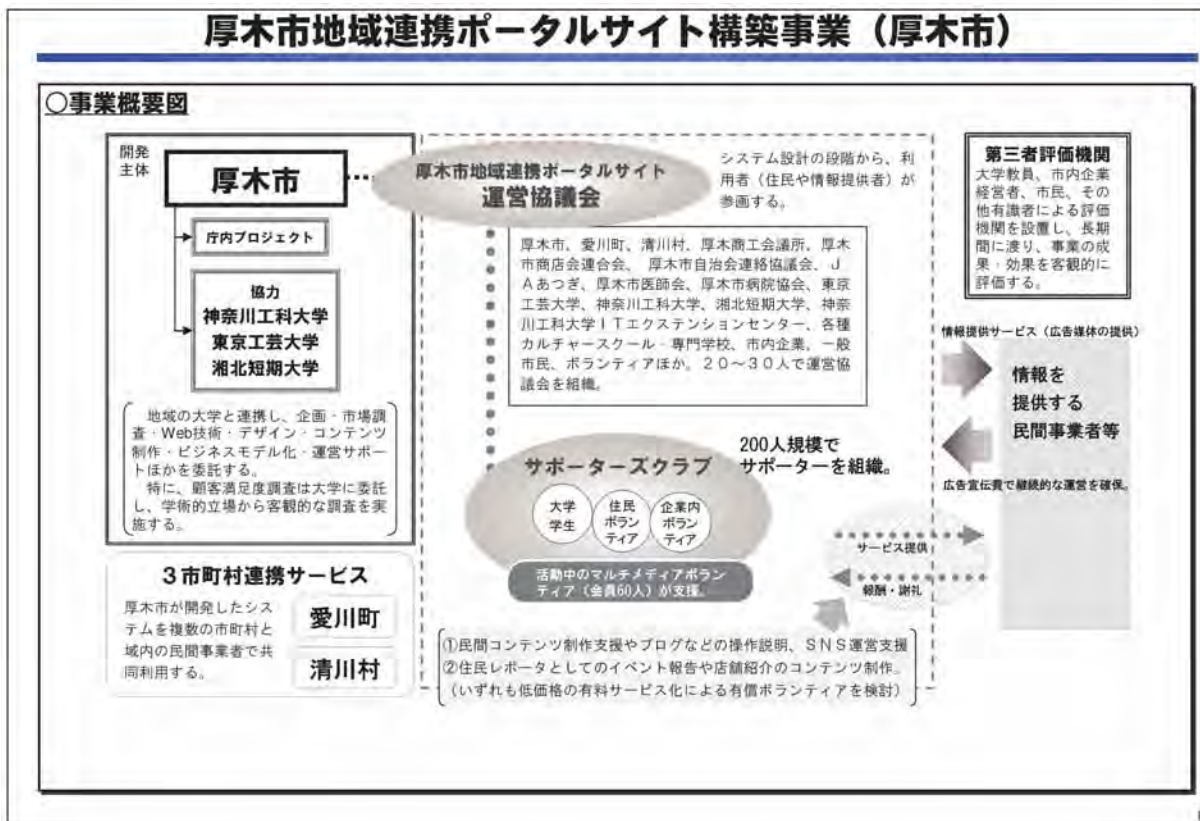 厚木市地域連携ポータルサイト構築事業（厚木市）
○事業概要図
開発
主体
厚木市
庁内プロジェクト
協力
神奈川工科大学
東京工芸大学
湘北短期大学
地域の大学と連携し、企画・市場調
査・Web技術・デザイン・コンテンツ
制作・ビジネスモデル化・運営サポ
ートほかを委託する。
特に、顧客満足度調査は大学に委託
し、学術的立場から客観的な調査を実
施する。
3市町村連携サービス
厚木市が開発したシス
テムを複数の市町村と
域内の民間事業者で共
同利用する。
愛川町
清川村
厚木市地域連携ポータルサイト
運営協議会
システム設計の段階から、利
用者（住民や情報提供者）が
参画する。
厚木市、愛川町、清川村、厚木商工会議所、厚木
市商店会連合会、 厚木市自治会連絡協議会、Ｊ
Ａあつぎ、厚木市医師会、厚木市病院協会、東京
工芸大学、神奈川工科大学、湘北短期大学、神奈
川工科大学ＩＴエクステンションセンター、各種
カルチャースクール・専門学校、市内企業、一般
市民、ボランティアほか。２０～３０人で運営協
議会を組織。
サポーターズクラブ
200人規模で
サポーターを組織。
大学
学生
住民
ボラン
ティア
企業内
ボラン
ティア
活動中のマルチメディアボラン
ティア（会員60人）が支援。
①民間コンテンツ制作支援やブログなどの操作説明、ＳＮＳ運営支援
②住民レポータとしてのイベント報告や店舗紹介のコンテンツ制作。
（いずれも低価格の有料サービス化による有償ボランティアを検討）
第三者評価機関
大学教員、市内企業
経営者、市民、その
他有識者による評価
機関を設置し、長期
間に渡り、事業の成
果・効果を客観的に
評価する。
情報提供サービス（広告媒体の提供）
情報を
提供する
民間事業者等
広告宣伝費で継続的な運営を確保。
サービス提供
報酬・謝礼